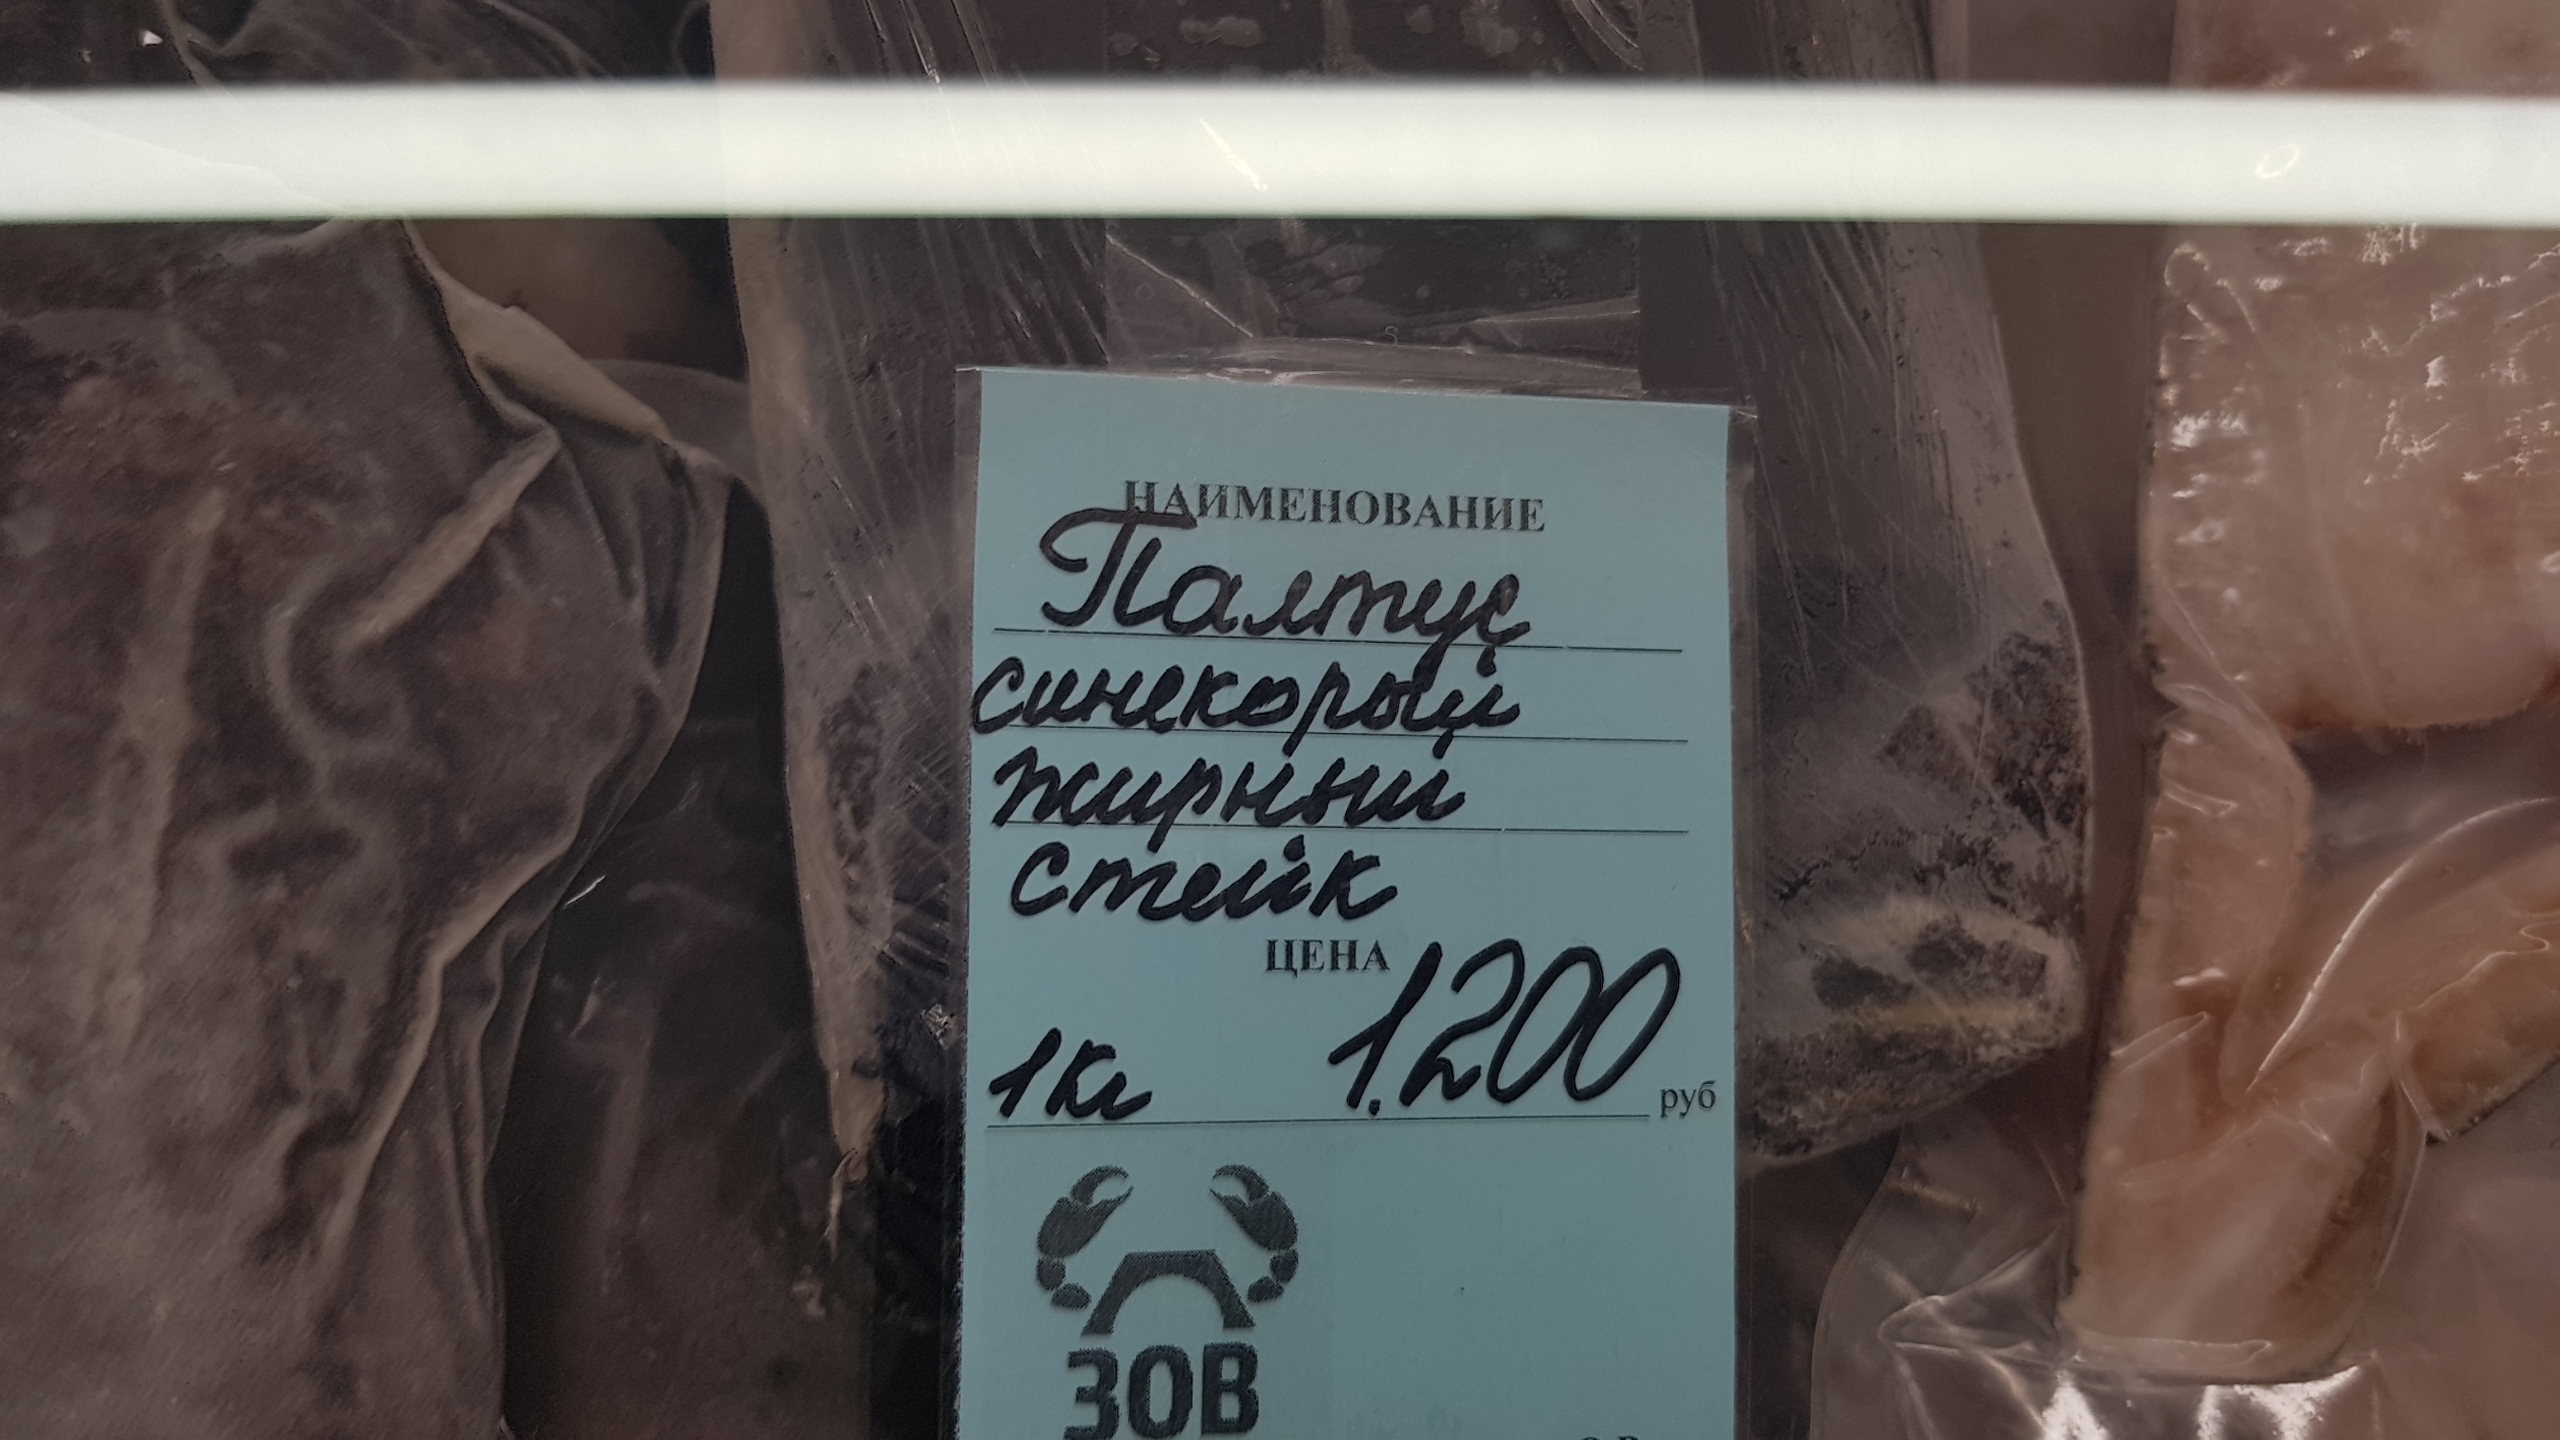 НАИМЕНОВАНИЕ
Палтус
синекорый
жирный
стейк
ЦЕНА
1кг 1.200 руб
ЗОВ